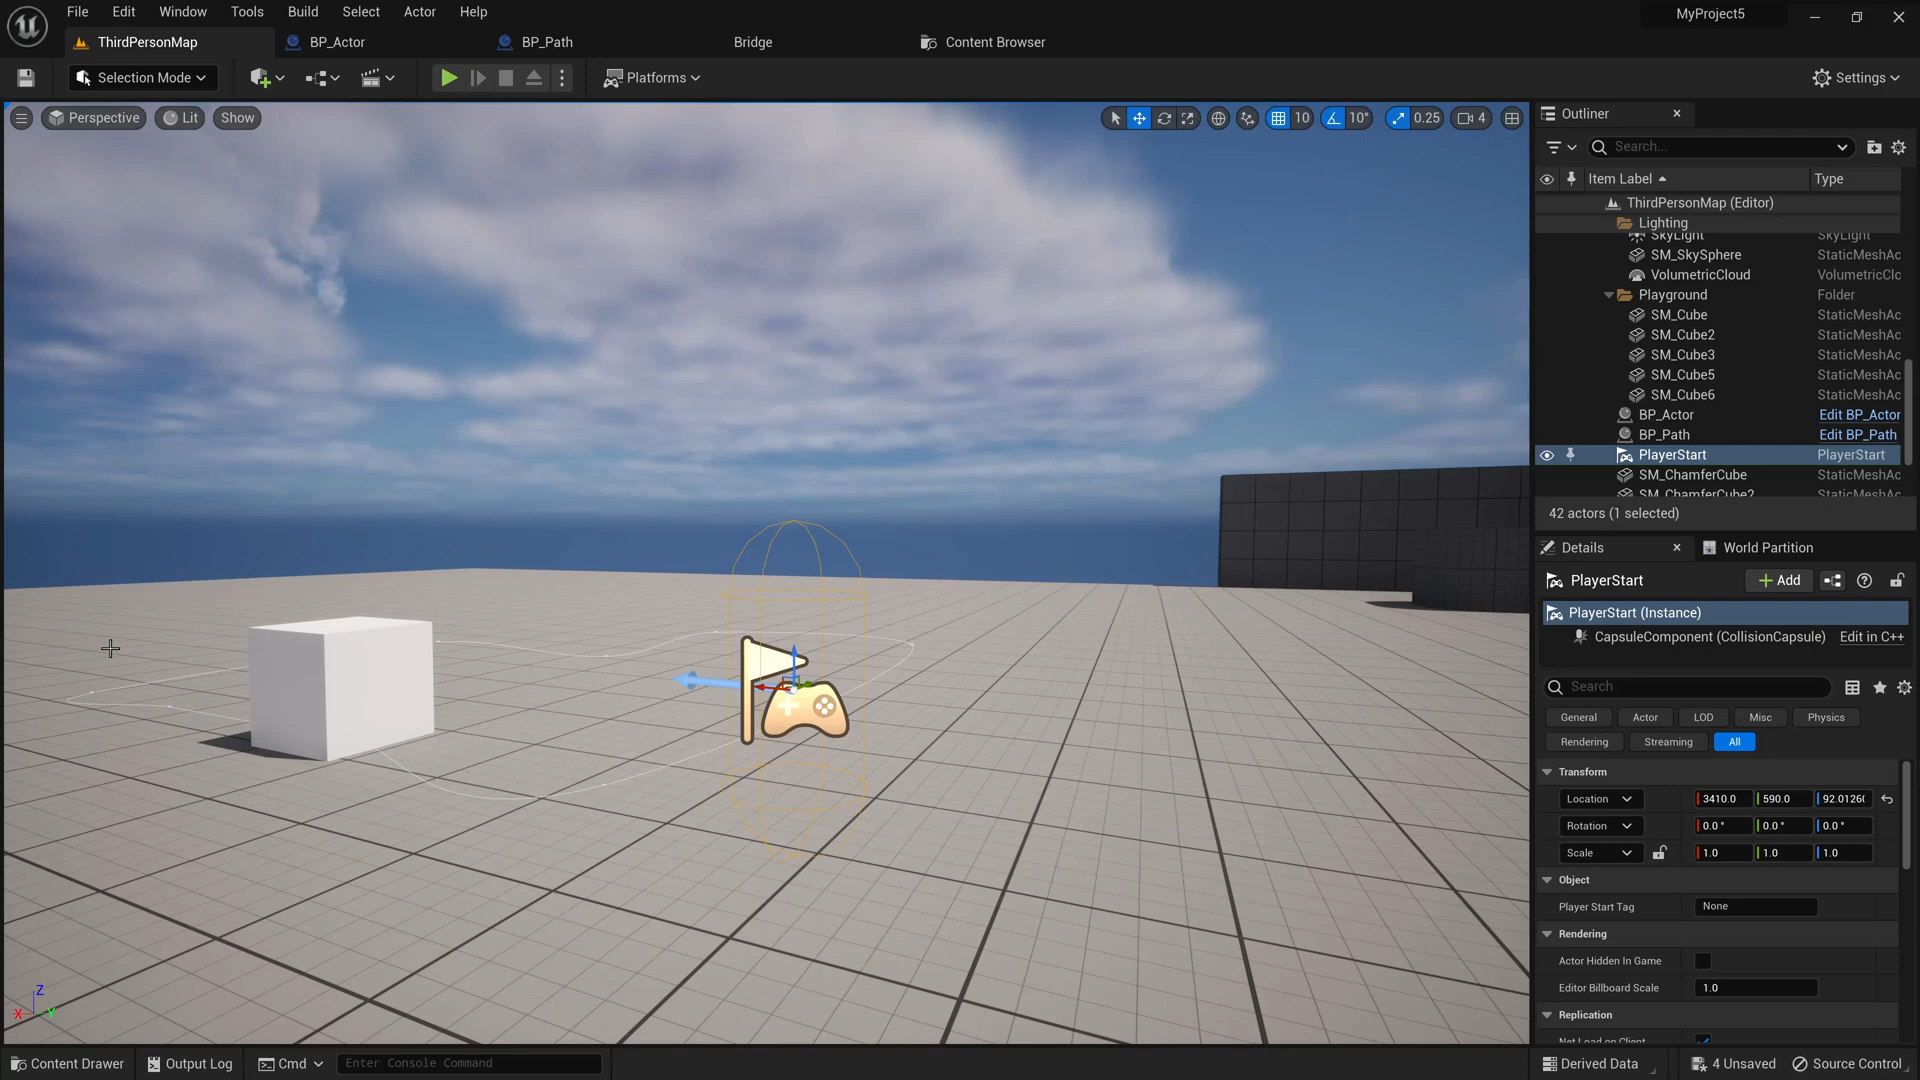 File Edit Window Tools Build Select Actor Help
MyProject5
ThirdPersonMap BP_Actor BP_Path Bridge Content Browser
Selection Mode Platforms Settings
Perspective Lit Show 10 10° 0.25 4
Outliner
Search...
Item Label Type
ThirdPersonMap (Editor)
Lighting
SkyLight SkyLight
SM_SkySphere StaticMeshAc
VolumetricCloud VolumetricClo
Playground Folder
SM_Cube StaticMeshAc
SM_Cube2 StaticMeshAc
SM_Cube3 StaticMeshAc
SM_Cube5 StaticMeshAc
SM_Cube6 StaticMeshAc
BP_Actor Edit BP_Actor
BP_Path Edit BP_Path
PlayerStart PlayerStart
SM_ChamferCube StaticMeshAc
SM_ChamferCube2 StaticMeshAc
42 actors (1 selected)
Details World Partition
PlayerStart Add
PlayerStart (Instance)
CapsuleComponent (CollisionCapsule) Edit in C++
Search
General Actor LOD Misc Physics
Rendering Streaming All
Transform
Location 3410.0 590.0 92.0126(
Rotation 0.0° 0.0° 0.0°
Scale 1.0 1.0 1.0
Object
Player Start Tag None
Rendering
Actor Hidden In Game
Editor Billboard Scale 1.0
Replication
Net Load on Client
Z
X Y
Content Drawer Output Log Cmd Enter Console Command Derived Data 4 Unsaved Source Control